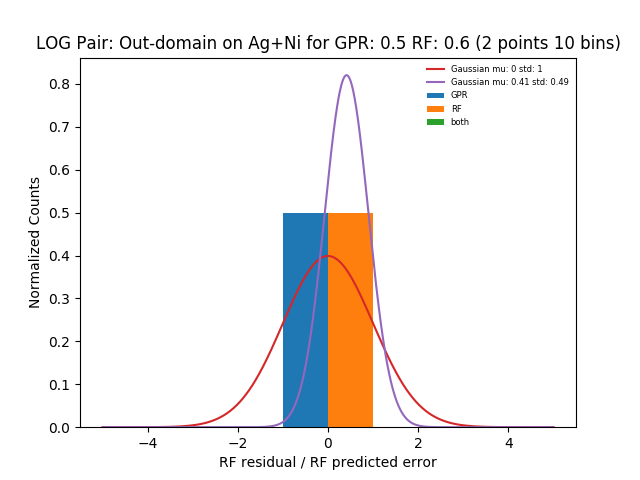 LOG Pair: Out-domain on Ag+Ni for GPR: 0.5 RF: 0.6 (2 points 10 bins)
Gaussian mu: 0 std: 1
Gaussian mu: 0.41 std: 0.49
GPR
RF
both
Normalized Counts
0.8
0.7
0.6
0.5
0.4
0.3
0.2
0.1
0.0
−4 −2 0 2 4
RF residual / RF predicted error